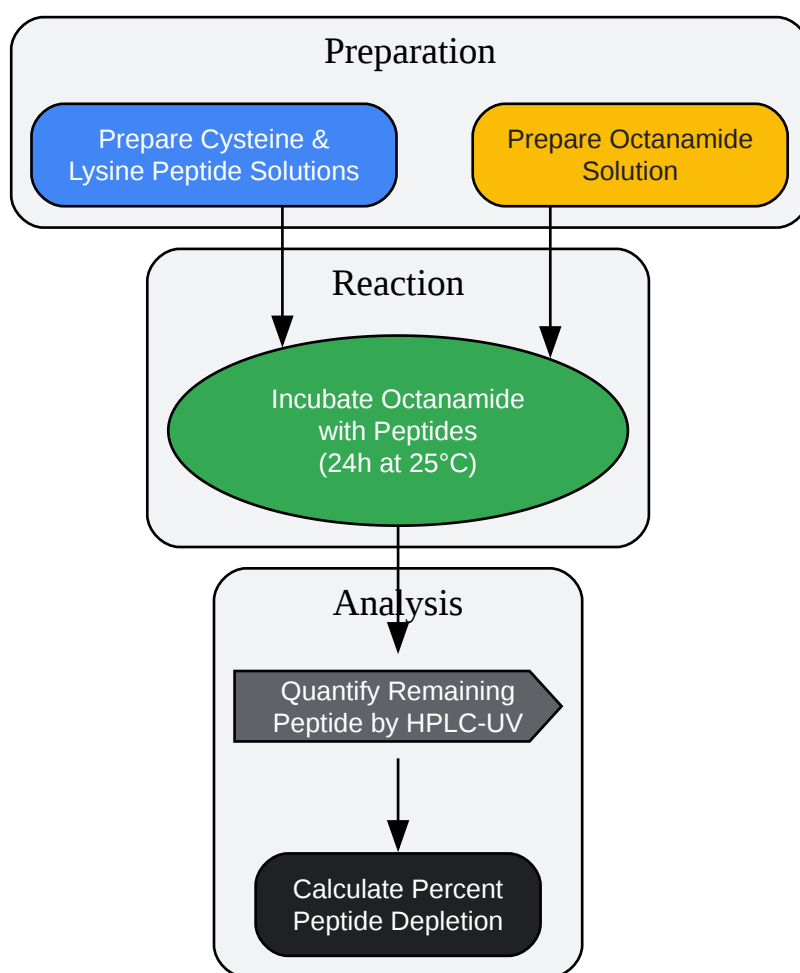 Preparation
Prepare Cysteine &
Lysine Peptide Solutions
Prepare Octanamide
Solution
Reaction
Incubate Octanamide
with Peptides
(24h at 25°C)
Analysis
Quantify Remaining
Peptide by HPLC-UV
Calculate Percent
Peptide Depletion